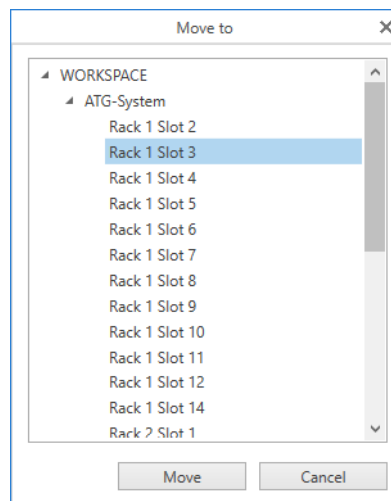 Move to
WORKSPACE
ATG-System
Rack 1 Slot 2
Rack 1 Slot 3
Rack 1 Slot 4
Rack 1 Slot 5
Rack 1 Slot 6
Rack 1 Slot 7
Rack 1 Slot 8
Rack 1 Slot 9
Rack 1 Slot 10
Rack 1 Slot 11
Rack 1 Slot 12
Rack 1 Slot 14
Rack 2 Slot 1
Move Cancel